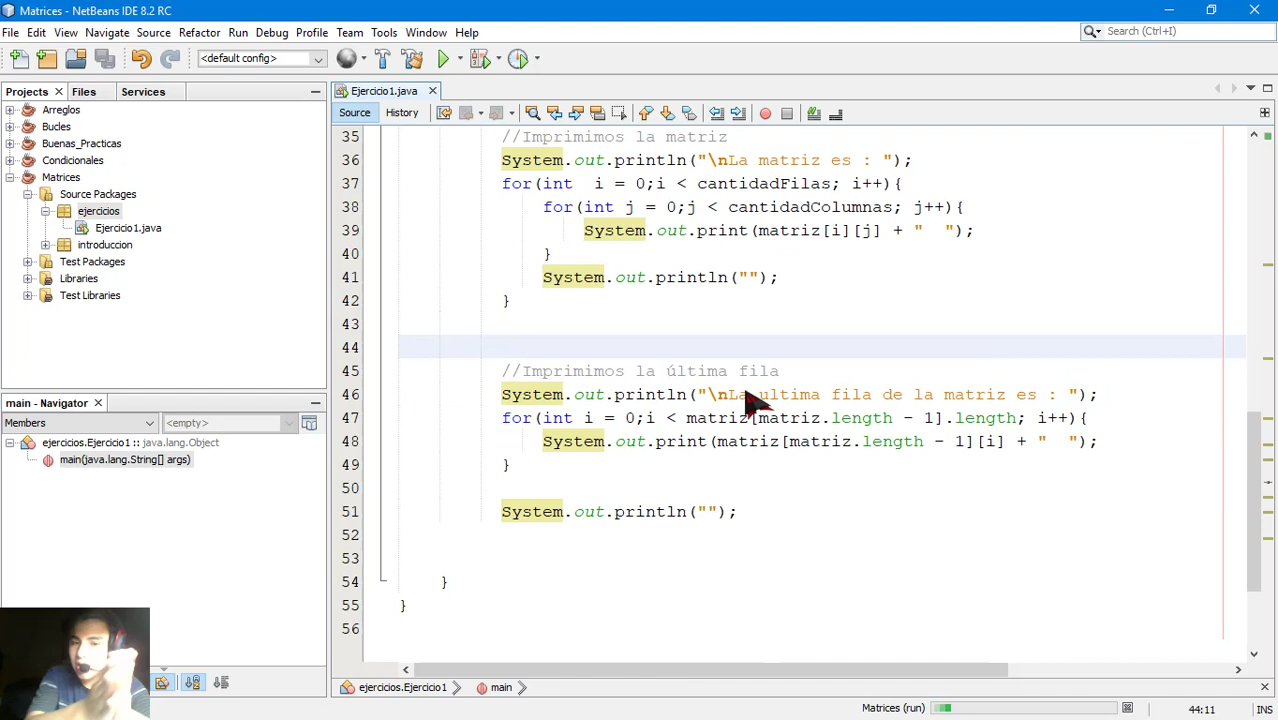 Matrices - NetBeans IDE 8.2 RC
File Edit View Navigate Source Refactor Run Debug Profile Team Tools Window Help
Search (Ctrl+I)
<default config>
Projects Files Services
Arreglos
Bucles
Buenas_Practicas
Condicionales
Matrices
Source Packages
ejercicios
Ejercicio1.java
introduccion
Test Packages
Libraries
Test Libraries
main - Navigator
Members <empty>
ejercicios.Ejercicio1 :: java.lang.Object
main(java.lang.String[] args)
Ejercicio1.java
Source History
35 //Imprimimos la matriz
36 System.out.println("\nLa matriz es : ");
37 for(int  i = 0;i < cantidadFilas; i++){
38 for(int j = 0;j < cantidadColumnas; j++){
39 System.out.print(matriz[i][j] + "  ");
40 }
41 System.out.println("");
42 }
43
44
45 //Imprimimos la última fila
46 System.out.println("\nLa ultima fila de la matriz es : ");
47 for(int i = 0;i < matriz[matriz.length - 1].length; i++){
48 System.out.print(matriz[matriz.length - 1][i] + "  ");
49 }
50
51 System.out.println("");
52
53
54 }
55 }
56
ejercicios.Ejercicio1 main
Matrices (run) 44:11 INS